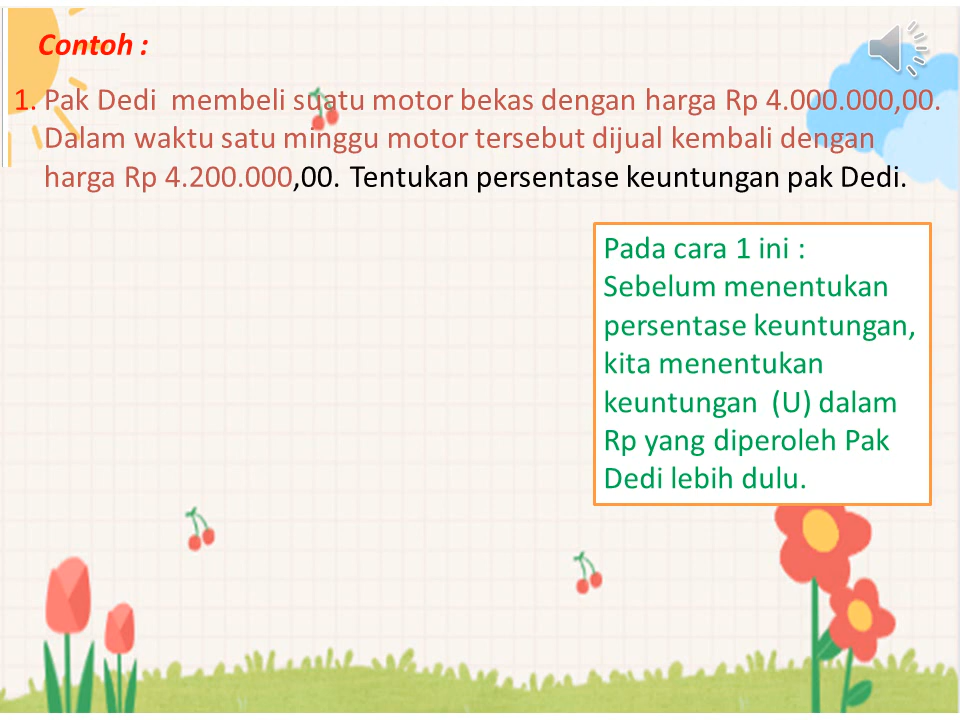 Contoh :
1. Pak Dedi membeli suatu motor bekas dengan harga Rp 4.000.000,00.
Dalam waktu satu minggu motor tersebut dijual kembali dengan
harga Rp 4.200.000,00. Tentukan persentase keuntungan pak Dedi.
Pada cara 1 ini :
Sebelum menentukan
persentase keuntungan,
kita menentukan
keuntungan (U) dalam
Rp yang diperoleh Pak
Dedi lebih dulu.